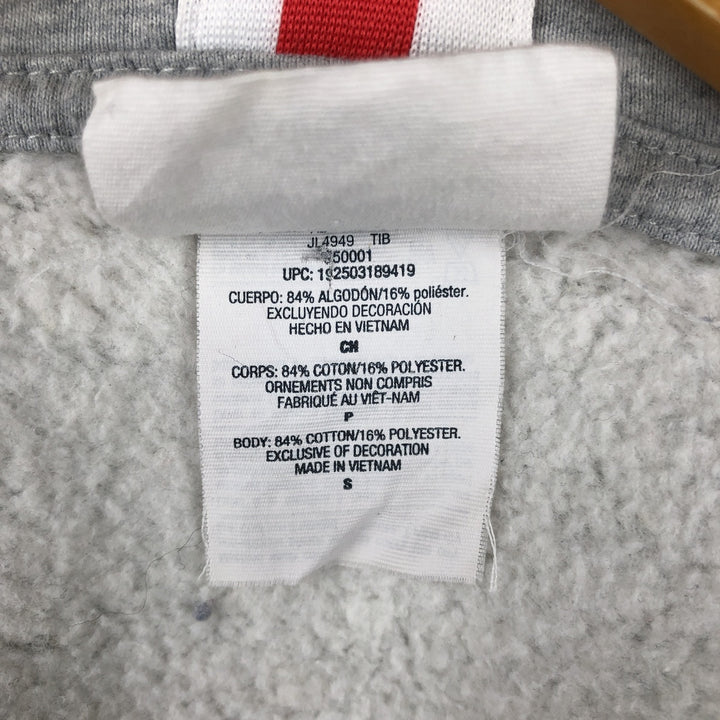 JL4949 TIB
50001
UPC: 192503189419
CUERPO: 84% ALGODÓN/16% poliéster.
EXCLUYENDO DECORACIÓN
HECHO EN VIETNAM
CH
CORPS: 84% COTON/16% POLYESTER.
ORNEMENTS NON COMPRIS
FABRIQUÉ AU VIÊT-NAM
P
BODY: 84% COTTON/16% POLYESTER.
EXCLUSIVE OF DECORATION
MADE IN VIETNAM
S